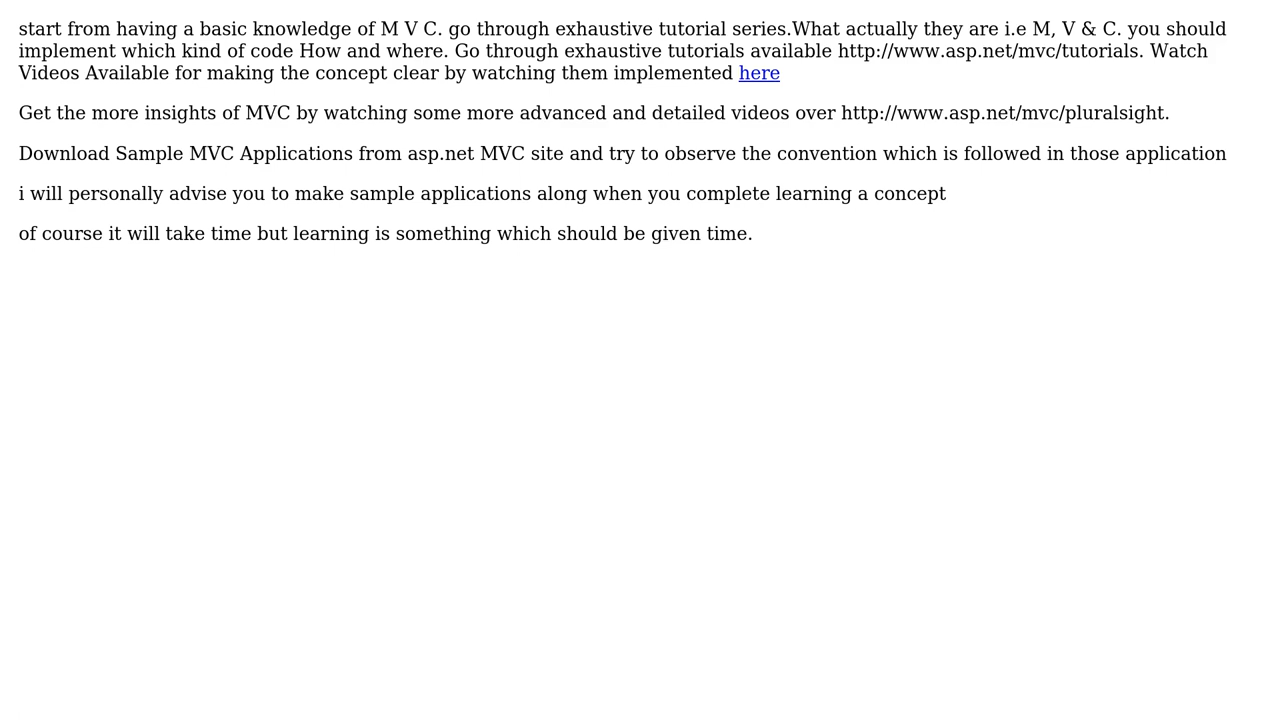 start from having a basic knowledge of M V C. go through exhaustive tutorial series.What actually they are i.e M, V & C. you should
implement which kind of code How and where. Go through exhaustive tutorials available http://www.asp.net/mvc/tutorials. Watch
Videos Available for making the concept clear by watching them implemented here
Get the more insights of MVC by watching some more advanced and detailed videos over http://www.asp.net/mvc/pluralsight.
Download Sample MVC Applications from asp.net MVC site and try to observe the convention which is followed in those application
i will personally advise you to make sample applications along when you complete learning a concept
of course it will take time but learning is something which should be given time.